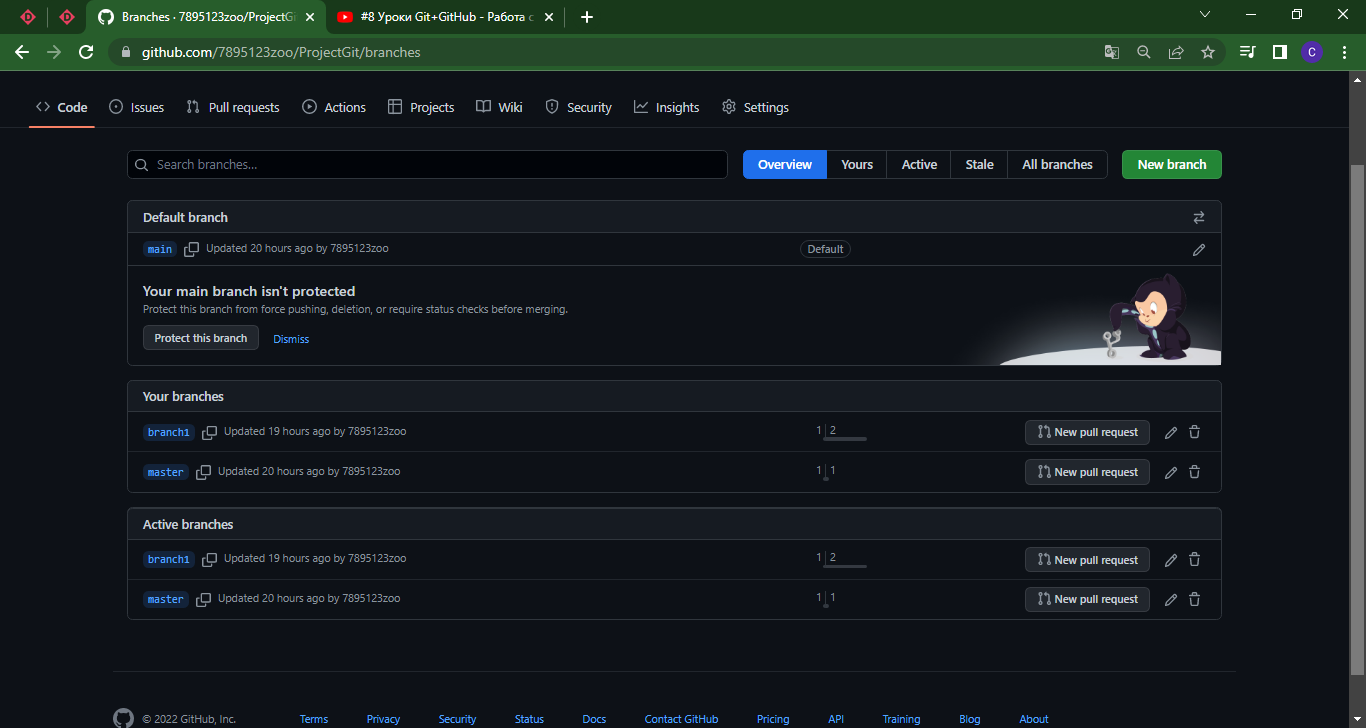 Branches · 7895123zoo/ProjectGi
#8 Уроки Git+GitHub - Работа с
github.com/7895123zoo/ProjectGit/branches
C
Code Issues Pull requests Actions Projects Wiki Security Insights Settings
Search branches... Overview Yours Active Stale All branches New branch
Default branch
main Updated 20 hours ago by 7895123zoo Default
Your main branch isn't protected
Protect this branch from force pushing, deletion, or require status checks before merging.
Protect this branch Dismiss
Your branches
branch1 Updated 19 hours ago by 7895123zoo 1 2 New pull request
master Updated 20 hours ago by 7895123zoo 1 1 New pull request
Active branches
branch1 Updated 19 hours ago by 7895123zoo 1 2 New pull request
master Updated 20 hours ago by 7895123zoo 1 1 New pull request
© 2022 GitHub, Inc. Terms Privacy Security Status Docs Contact GitHub Pricing API Training Blog About